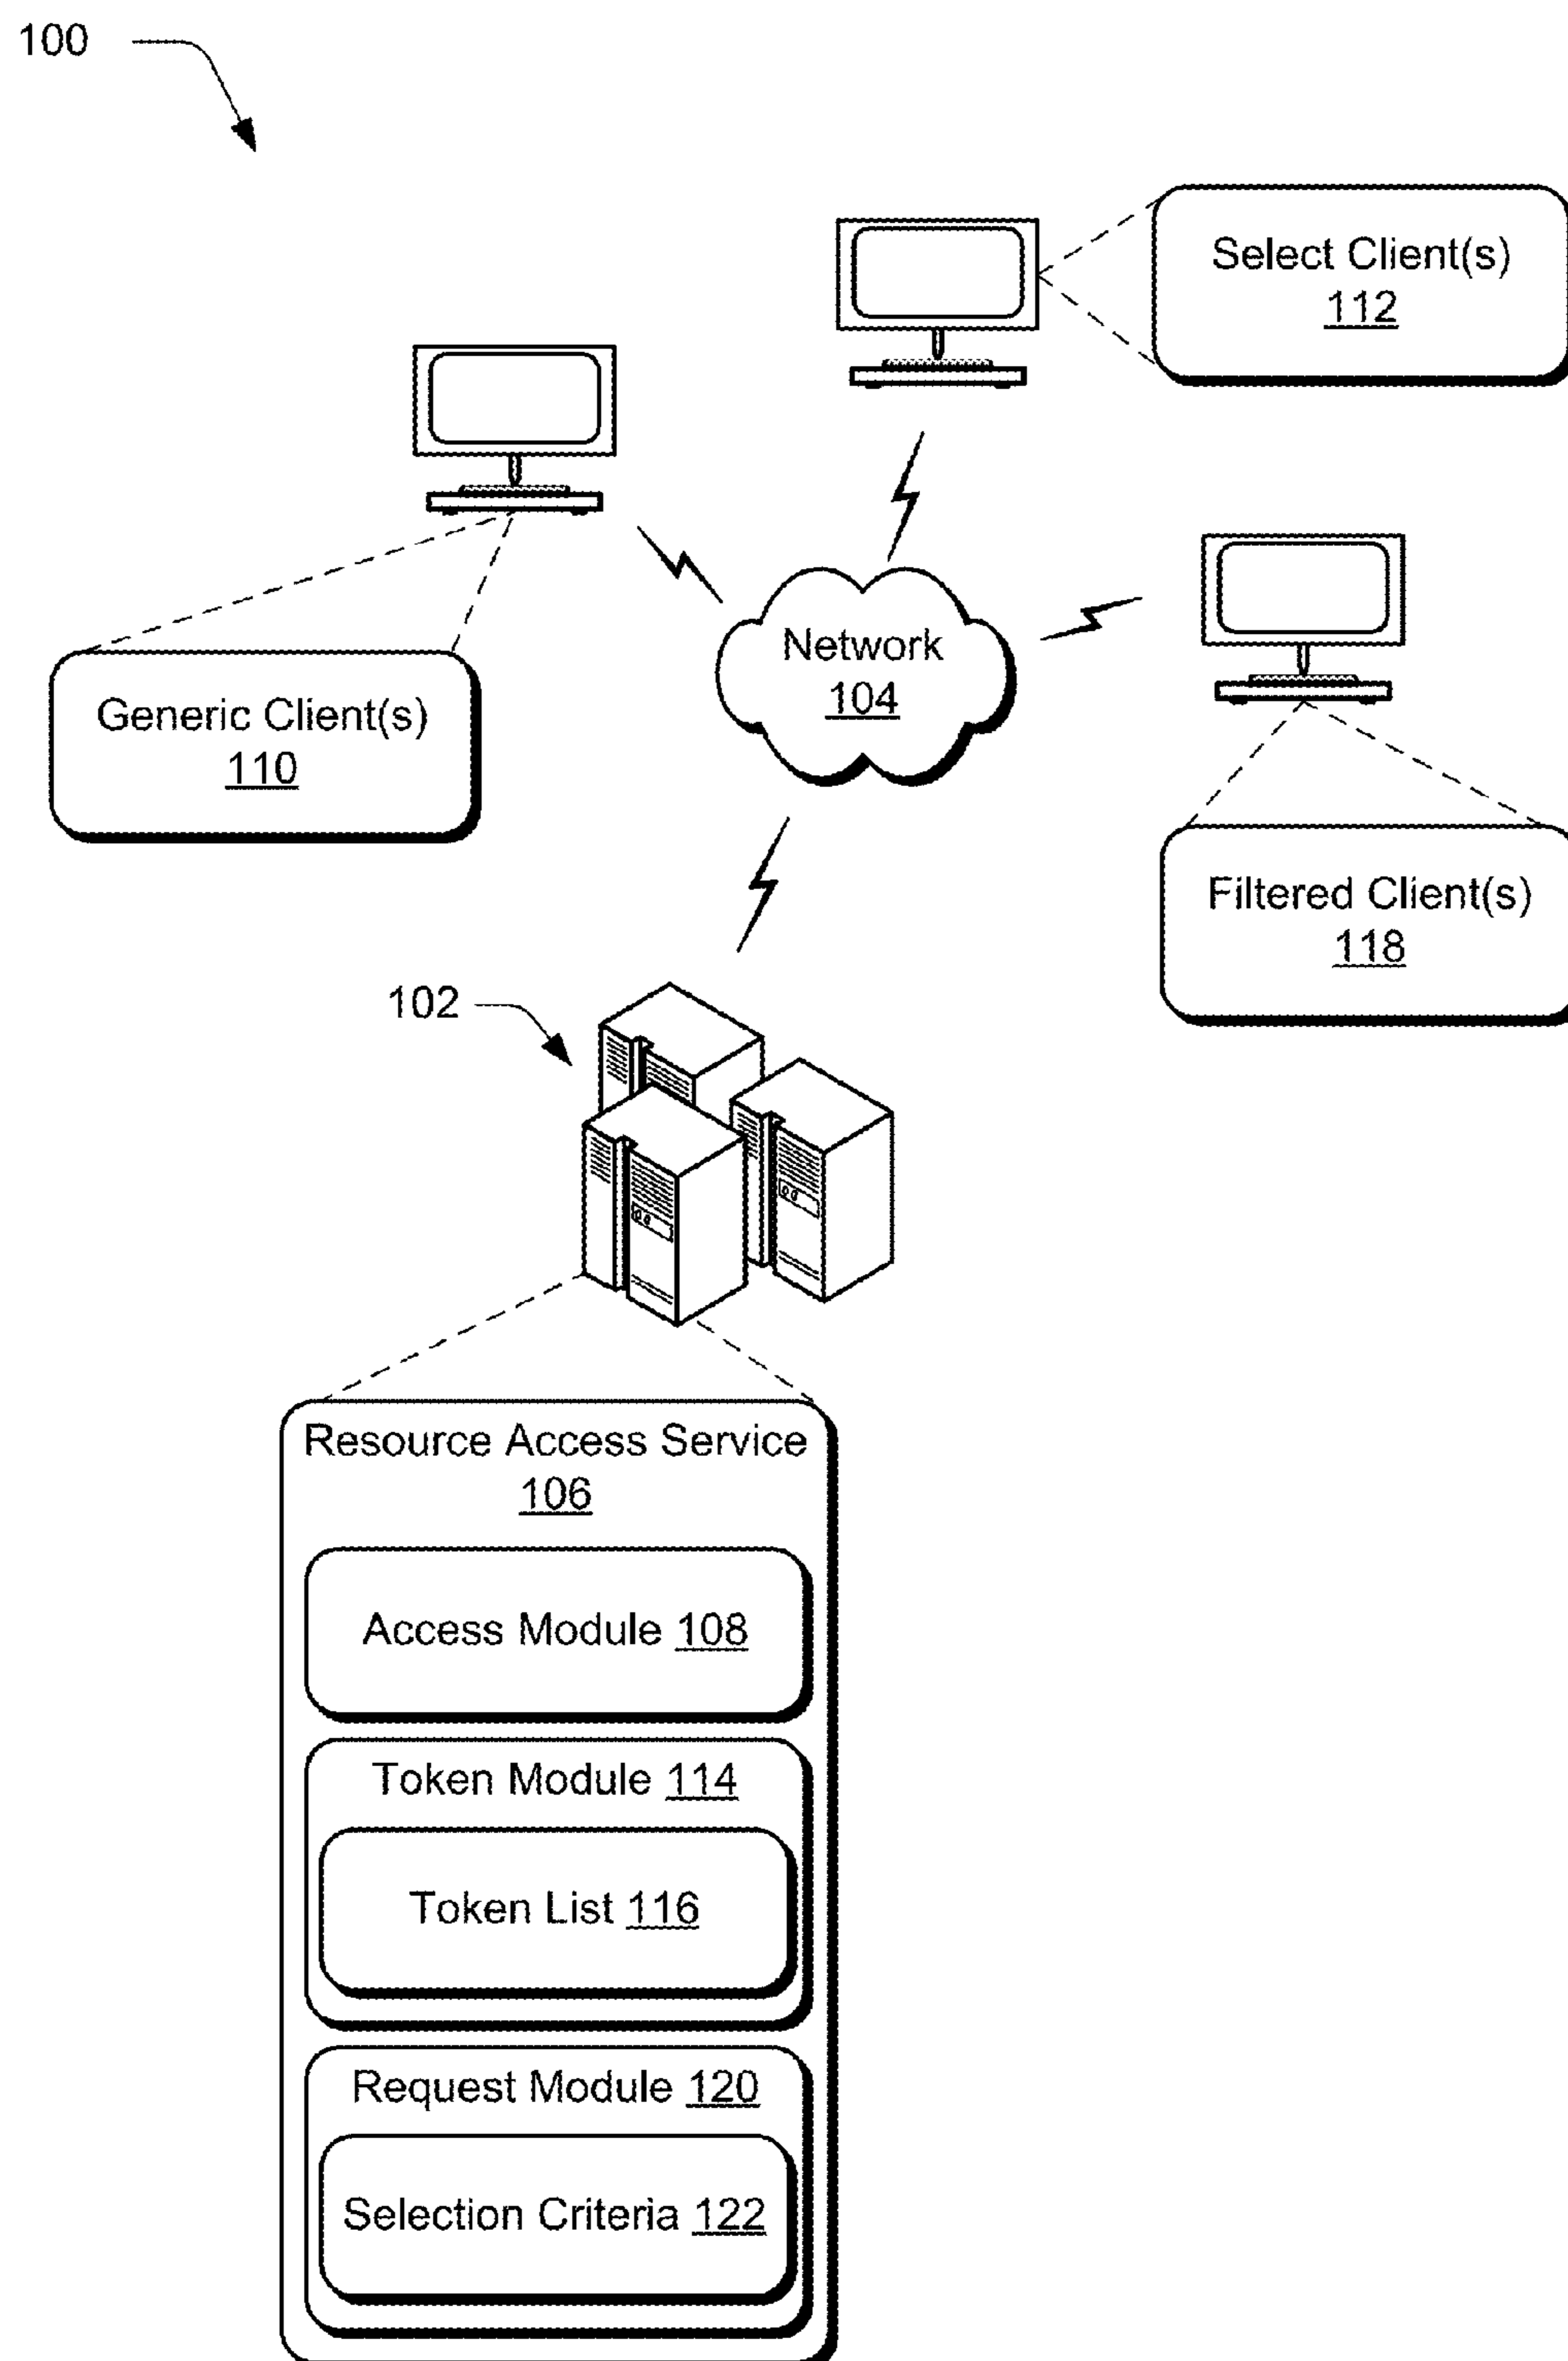 100
Select Client(s)
112
Generic Client(s)
110
Network
104
Filtered Client(s)
118
102
Resource Access Service
106
Access Module 108
Token Module 114
Token List 116
Request Module 120
Selection Criteria 122